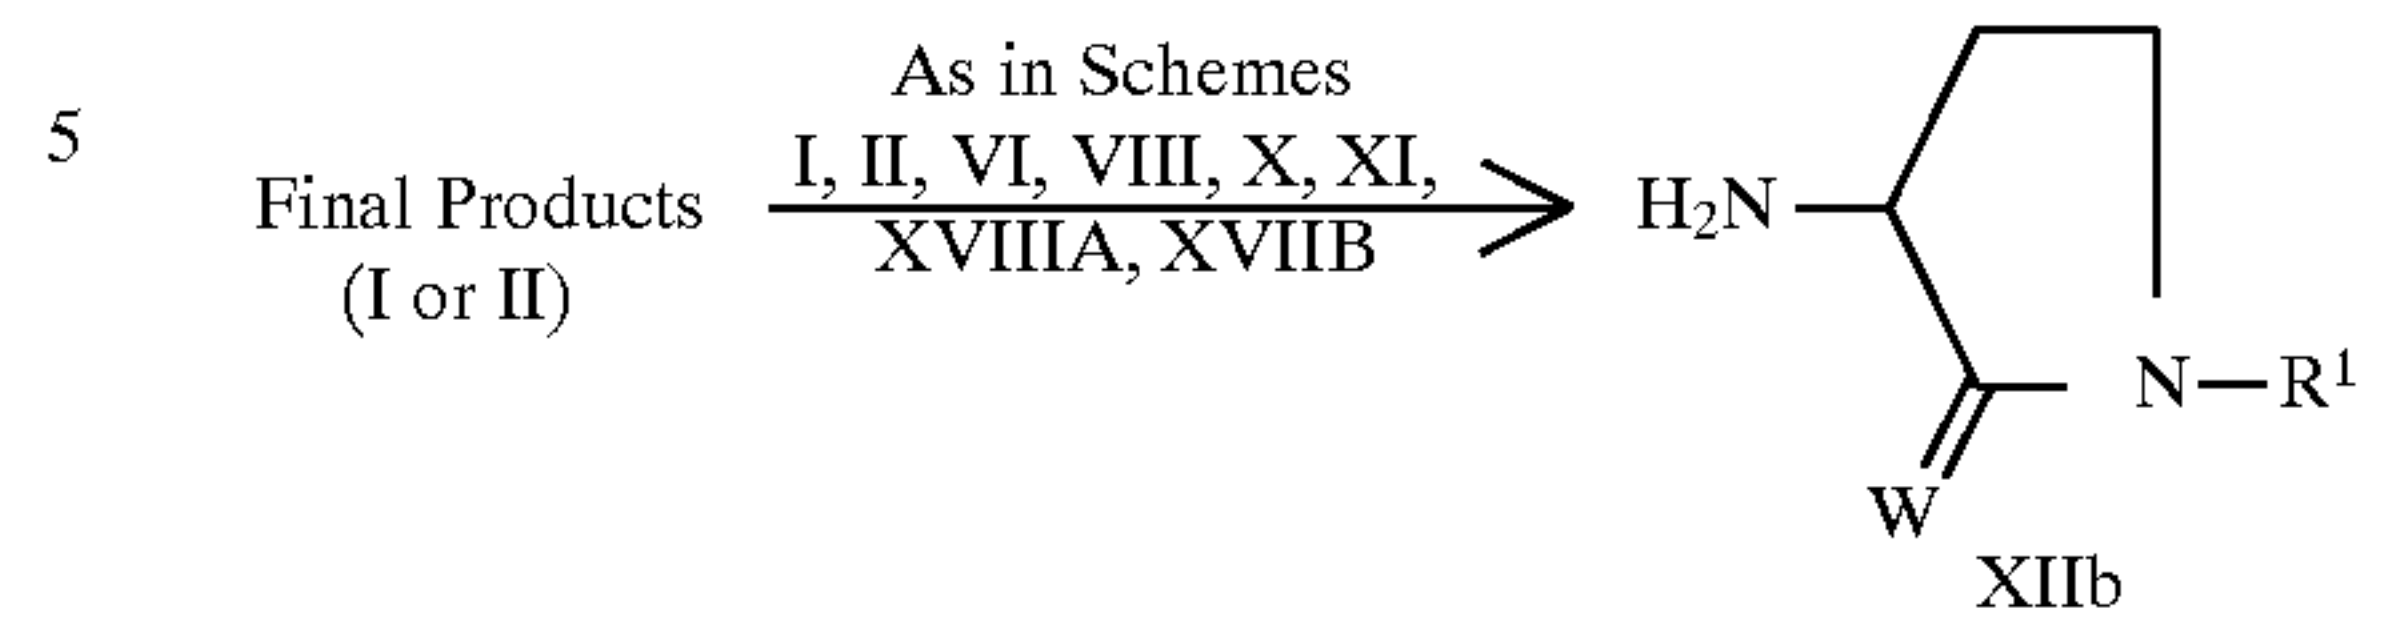 As in Schemes
5
I, II, VI, VIII, X, XI,
Final Products
H₂N
XVIIIA, XVIIB
(I or II)
N—R¹
W
XIIb